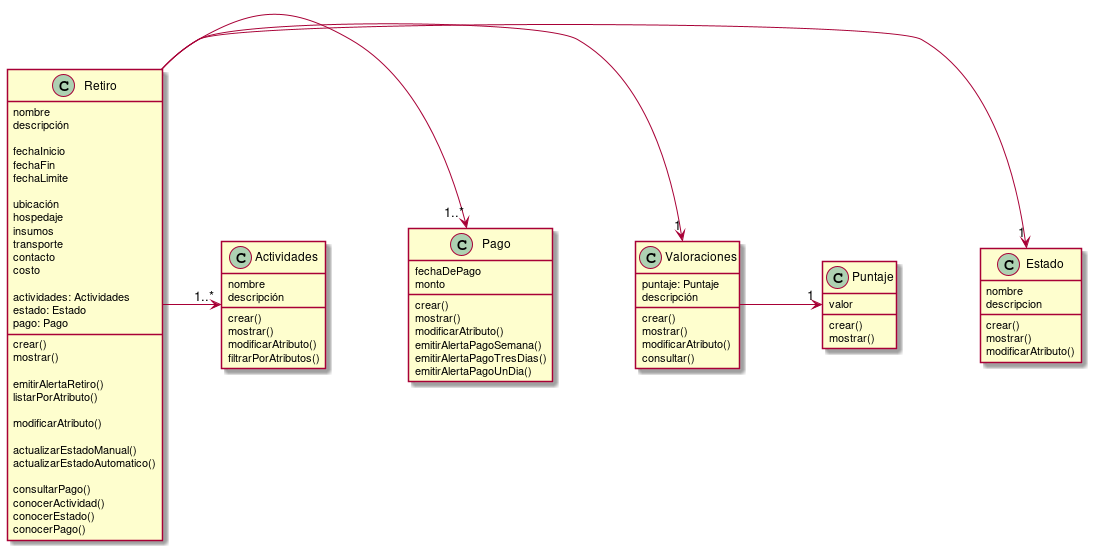 C Retiro
nombre
descripción
fechaInicio
fechaFin
fechaLimite
ubicación
hospedaje
insumos
transporte
contacto
costo
actividades: Actividades
estado: Estado
pago: Pago
crear()
mostrar()
emitirAlertaRetiro()
listarPorAtributo()
modificarAtributo()
actualizarEstadoManual()
actualizarEstadoAutomatico()
consultarPago()
conocerActividad()
conocerEstado()
conocerPago()
1..*
C Actividades
nombre
descripción
crear()
mostrar()
modificarAtributo()
filtrarPorAtributos()
1..*
C Pago
fechaDePago
monto
crear()
mostrar()
modificarAtributo()
emitirAlertaPagoSemana()
emitirAlertaPagoTresDias()
emitirAlertaPagoUnDia()
1
C Valoraciones
puntaje: Puntaje
descripción
crear()
mostrar()
modificarAtributo()
consultar()
1
C Puntaje
valor
crear()
mostrar()
1
C Estado
nombre
descripcion
crear()
mostrar()
modificarAtributo()